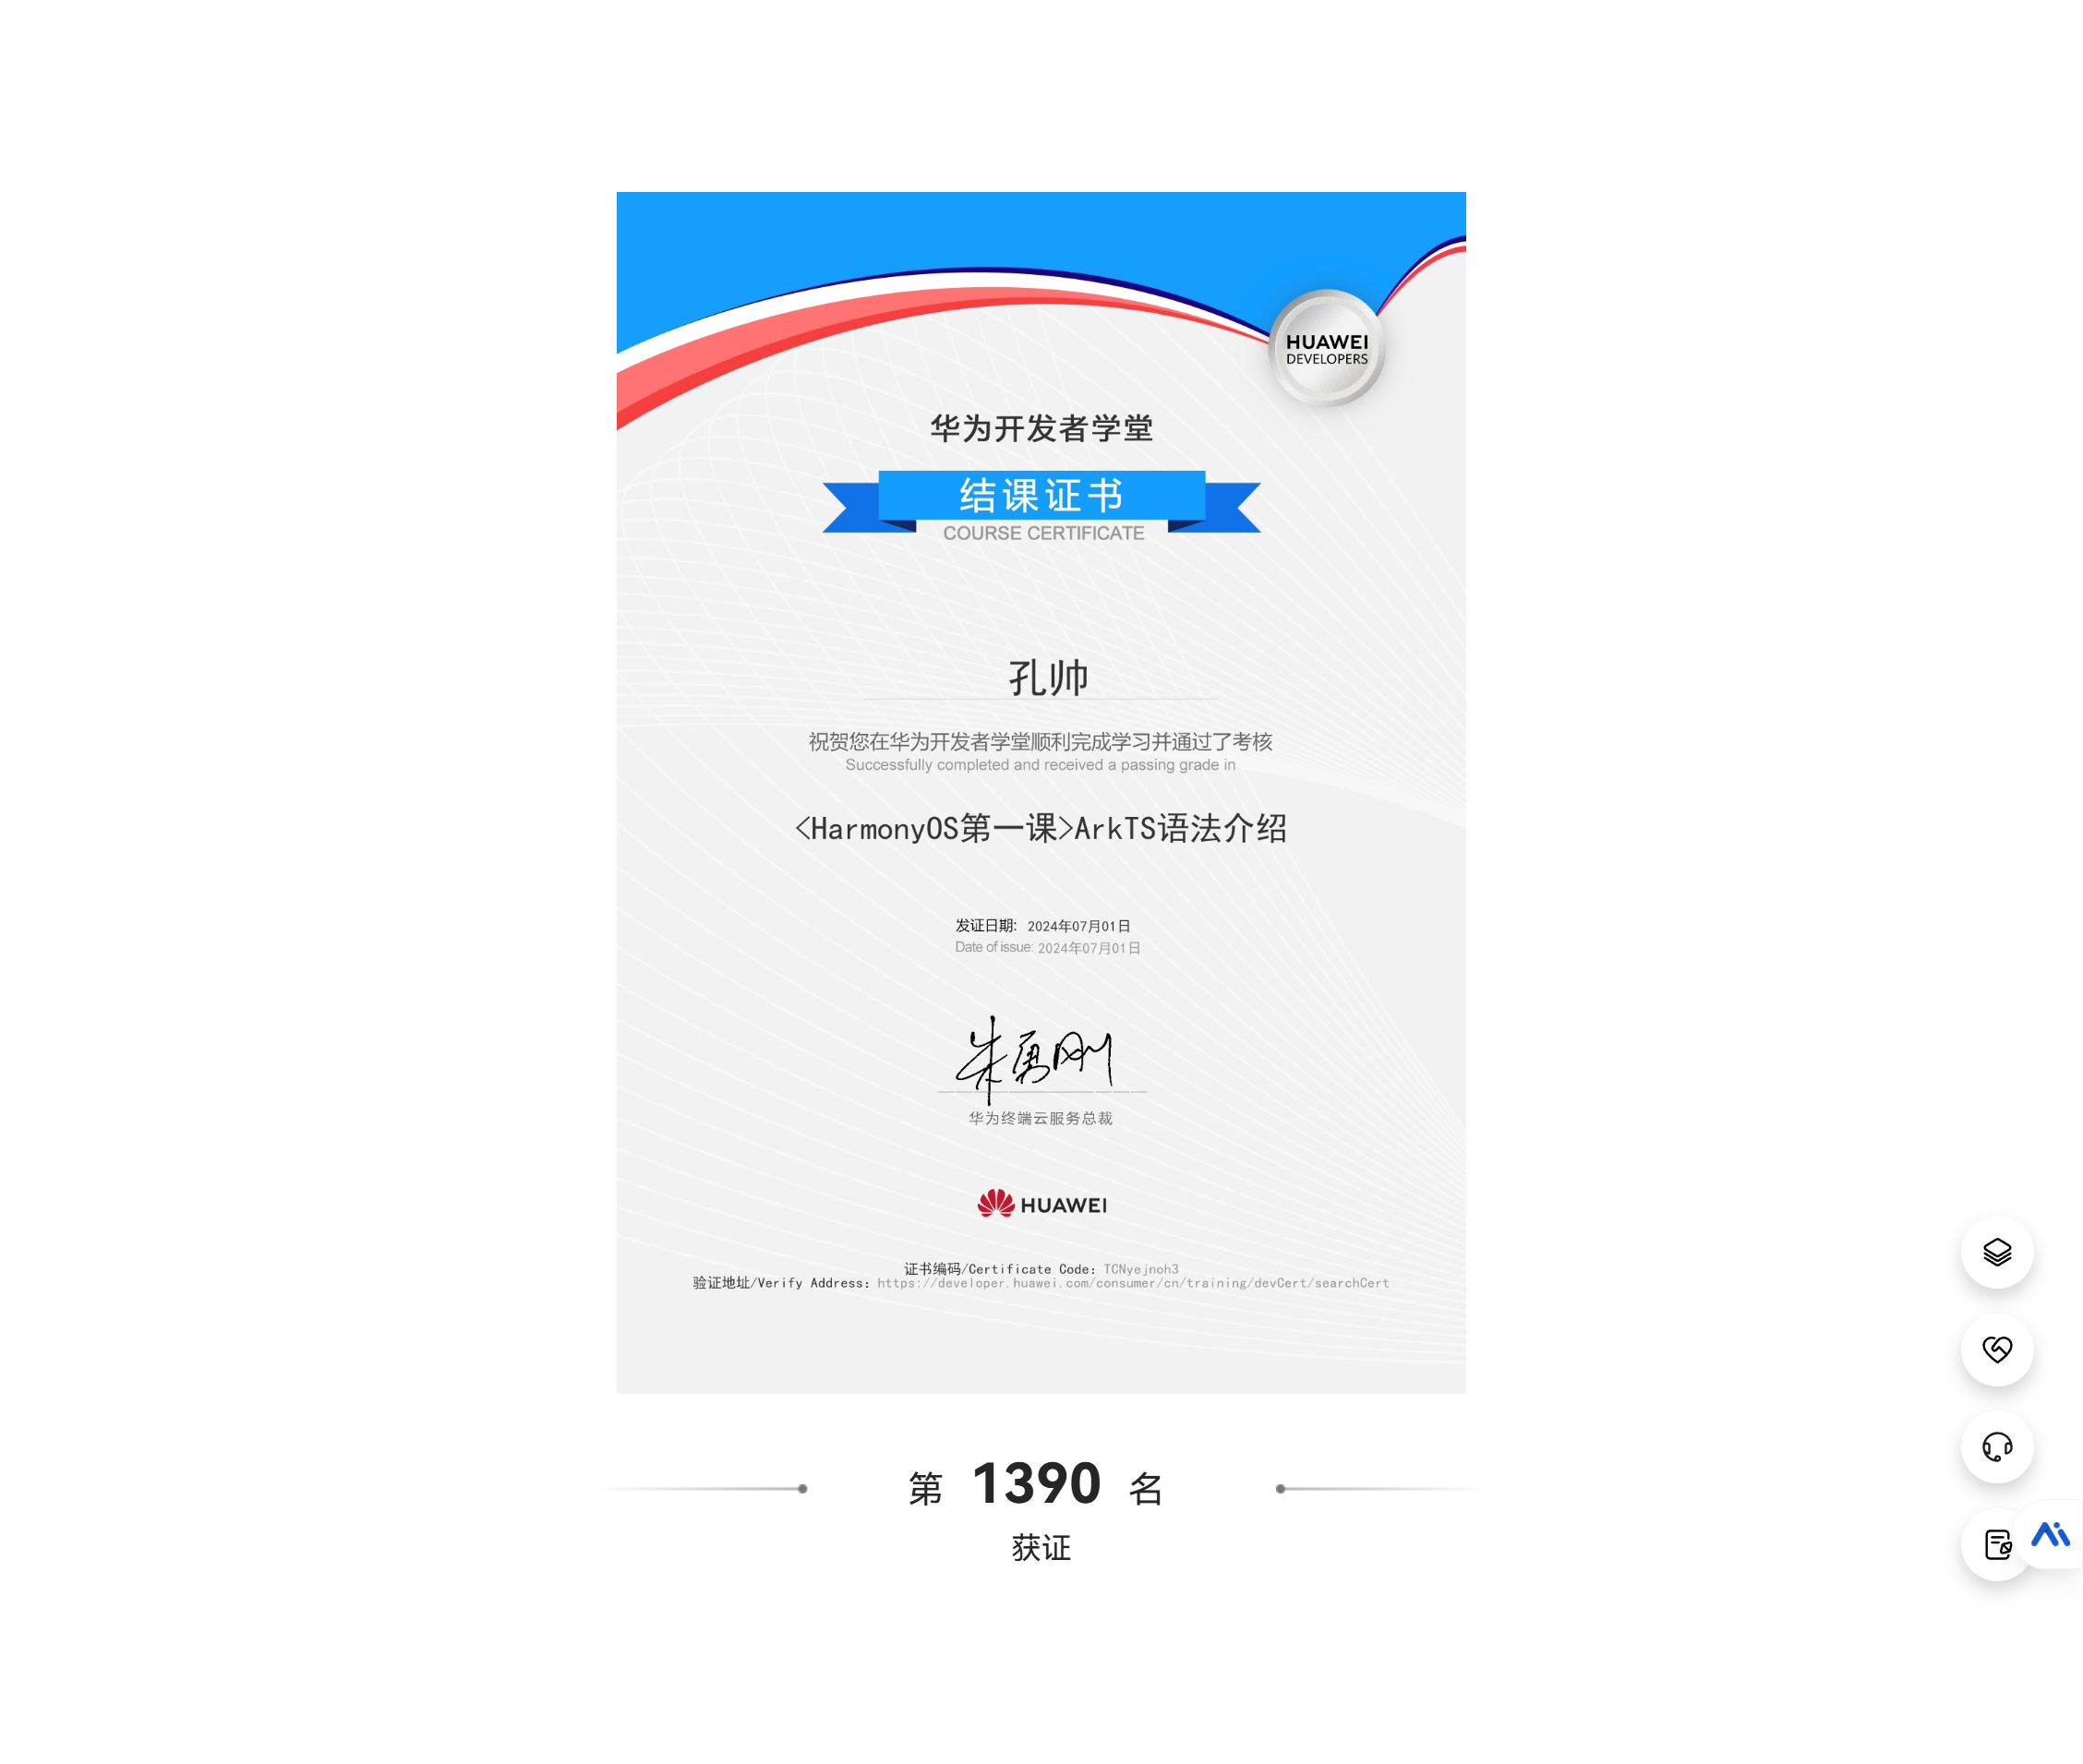 HUAWEI
DEVELOPERS
华为开发者学堂
结课证书
COURSE CERTIFICATE
孔帅
祝贺您在华为开发者学堂顺利完成学习并通过了考核
Successfully completed and received a passing grade in
<HarmonyOS第一课>ArkTS语法介绍
发证日期: 2024年07月01日
Date of issue: 2024年07月01日
朱勇刚
华为终端云服务总裁
HUAWEI
证书编码/Certificate Code: TCNyejnoh3
验证地址/Verify Address: https://developer.huawei.com/consumer/cn/training/devCert/searchCert
第 1390 名
获证